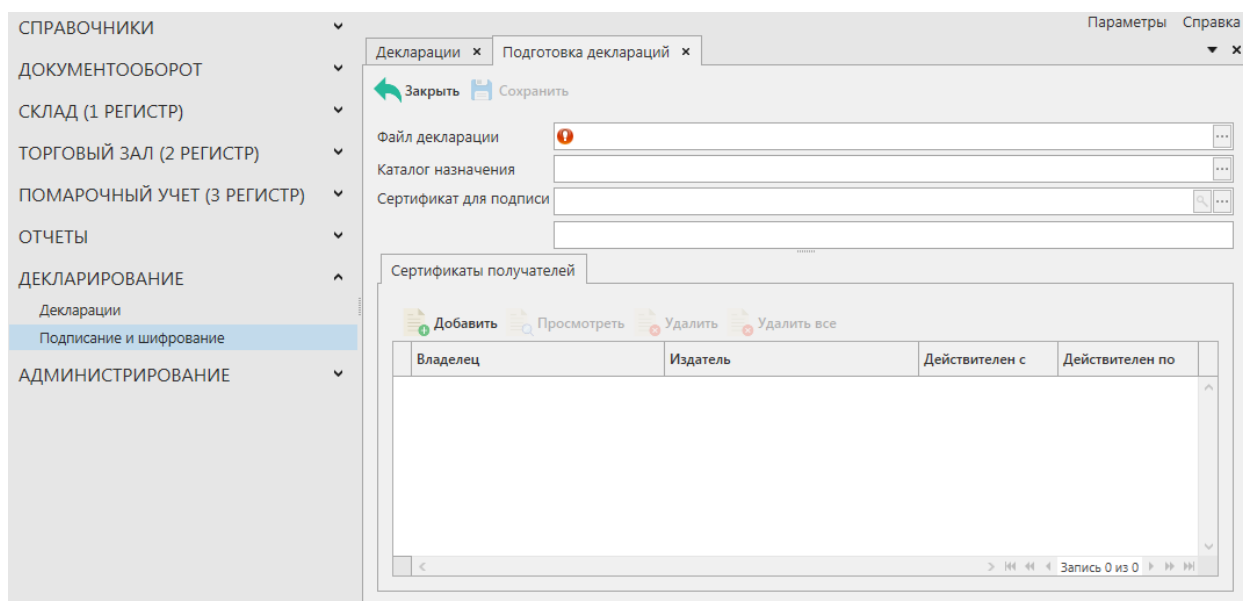 СПРАВОЧНИКИ
ДОКУМЕНТООБОРОТ
СКЛАД (1 РЕГИСТР)
ТОРГОВЫЙ ЗАЛ (2 РЕГИСТР)
ПОМАРОЧНЫЙ УЧЕТ (3 РЕГИСТР)
ОТЧЕТЫ
ДЕКЛАРИРОВАНИЕ
Декларации
Подписание и шифрование
АДМИНИСТРИРОВАНИЕ
Параметры Справка
Декларации Подготовка деклараций
Закрыть Сохранить
Файл декларации
Каталог назначения
Сертификат для подписи
Сертификаты получателей
Добавить Просмотреть Удалить Удалить все
Владелец Издатель Действителен с Действителен по
Запись 0 из 0